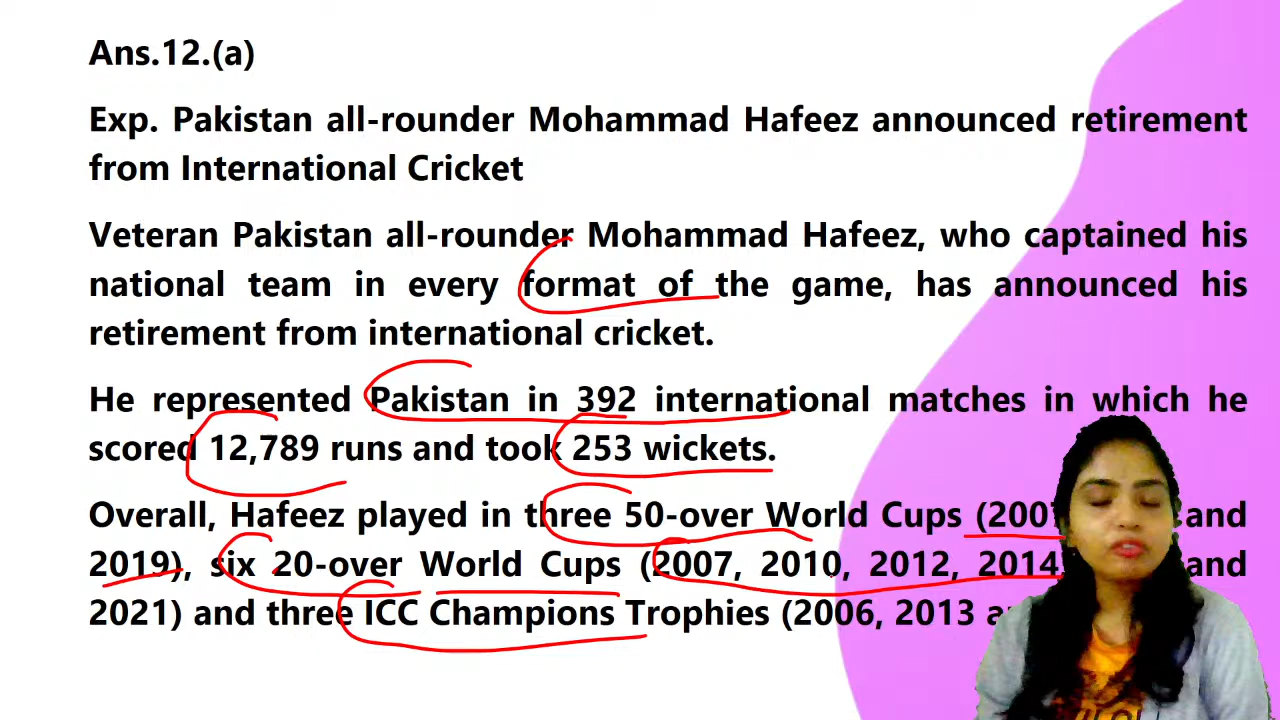 Ans.12.(a)
Exp. Pakistan all-rounder Mohammad Hafeez announced retirement
from International Cricket
Veteran Pakistan all-rounder Mohammad Hafeez, who captained his
national team in every format of the game, has announced his
retirement from international cricket.
He represented Pakistan in 392 international matches in which he
scored 12,789 runs and took 253 wickets.
Overall, Hafeez played in three 50-over World Cups (2007 and
2019), six 20-over World Cups (2007, 2010, 2012, 2014 and
2021) and three ICC Champions Trophies (2006, 2013